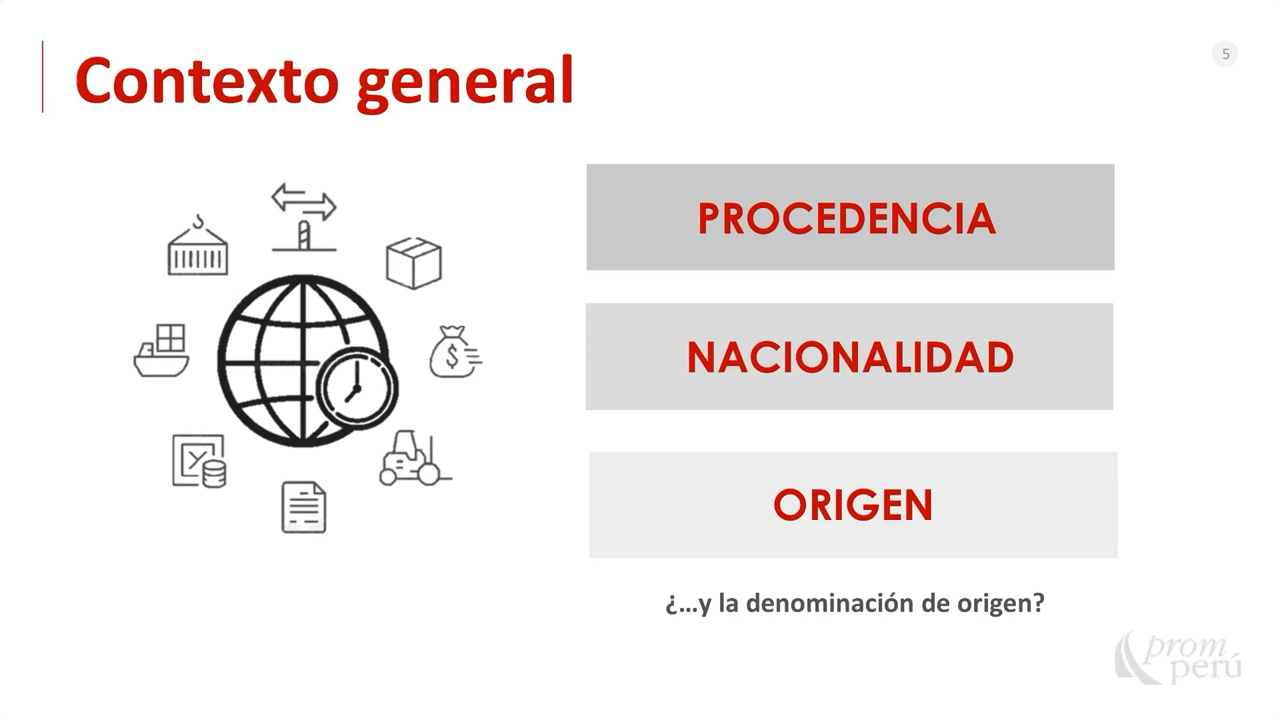 Contexto general
5
PROCEDENCIA
NACIONALIDAD
$
ORIGEN
¿...y la denominación de origen?
prom
perú